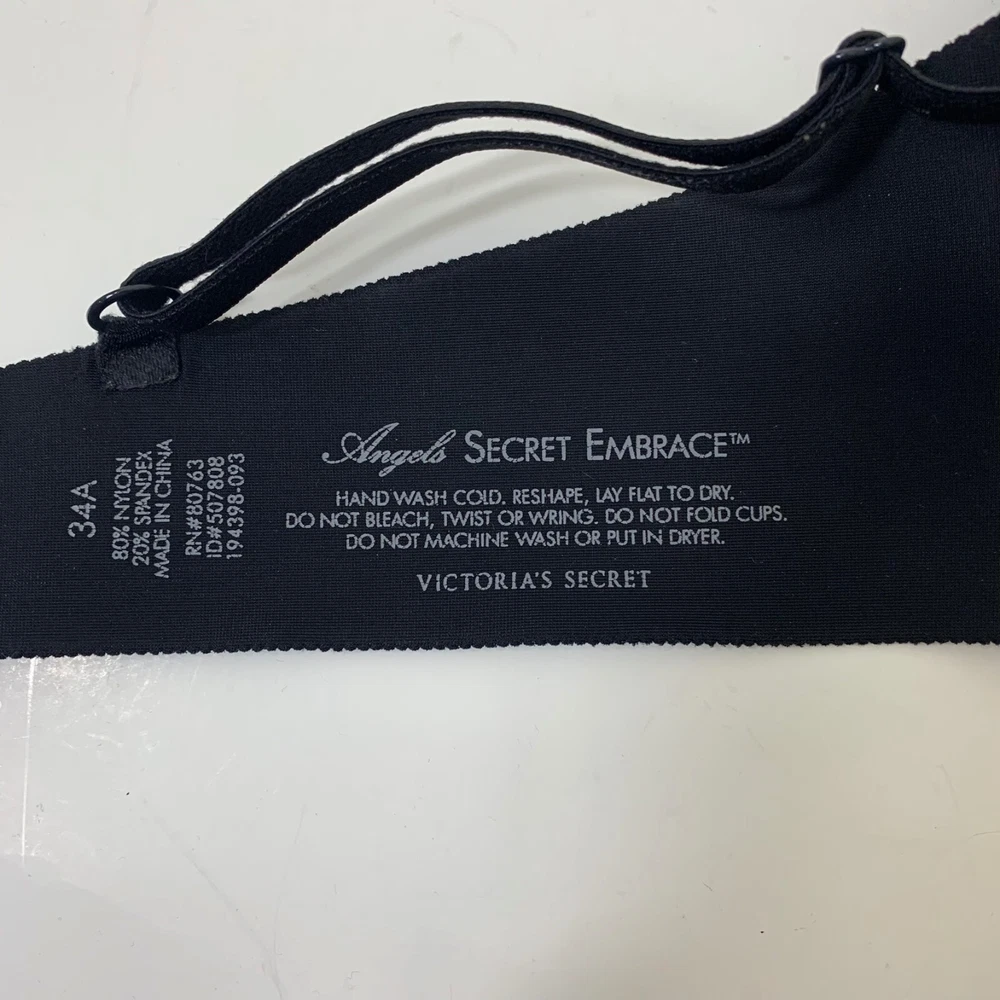 34A
80% NYLON
20% SPANDEX
MADE IN CHINA
RN#80763
ID#507808
194398-093
Angels SECRET EMBRACE™
HAND WASH COLD. RESHAPE, LAY FLAT TO DRY.
DO NOT BLEACH, TWIST OR WRING. DO NOT FOLD CUPS.
DO NOT MACHINE WASH OR PUT IN DRYER.
VICTORIA'S SECRET